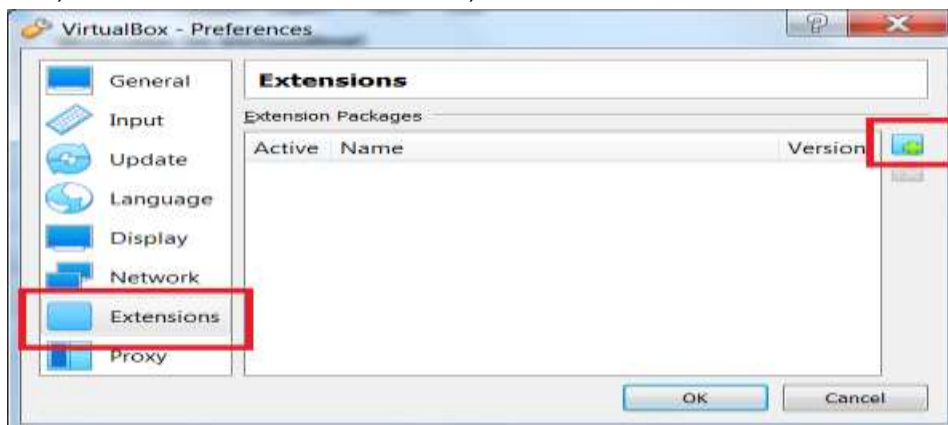 VirtualBox - Preferences
General
Input
Update
Language
Display
Network
Extensions
Proxy
Extensions
Extension Packages
Active Name Version
OK Cancel